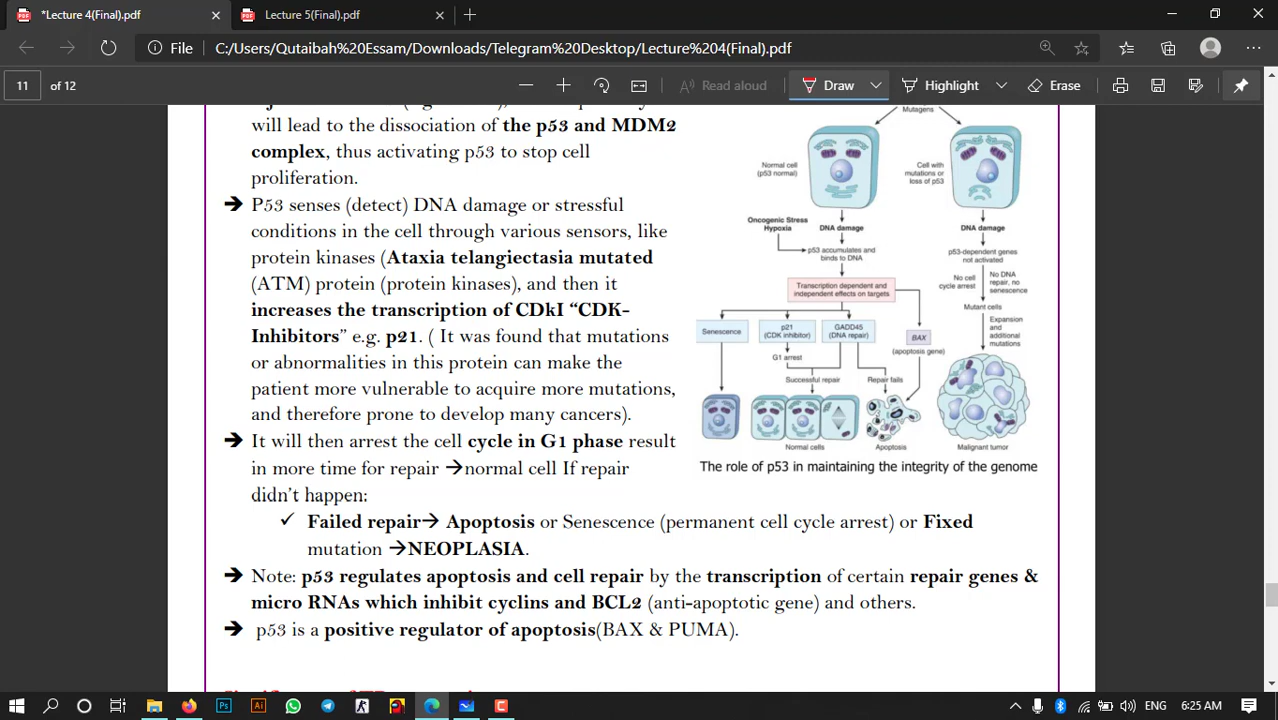 *Lecture 4(Final).pdf
Lecture 5(Final).pdf
File
C:/Users/Qutaibah%20Essam/Downloads/Telegram%20Desktop/Lecture%204(Final).pdf
11 of 12
Read aloud
Draw
Highlight
Erase
will lead to the dissociation of the p53 and MDM2
complex, thus activating p53 to stop cell
proliferation.
➔ P53 senses (detect) DNA damage or stressful
conditions in the cell through various sensors, like
protein kinases (Ataxia telangiectasia mutated
(ATM) protein (protein kinases), and then it
increases the transcription of CDkI “CDK-
Inhibitors” e.g. p21. ( It was found that mutations
or abnormalities in this protein can make the
patient more vulnerable to acquire more mutations,
and therefore prone to develop many cancers).
➔ It will then arrest the cell cycle in G1 phase result
in more time for repair →normal cell If repair
didn’t happen:
✓ Failed repair→ Apoptosis or Senescence (permanent cell cycle arrest) or Fixed
mutation →NEOPLASIA.
➔ Note: p53 regulates apoptosis and cell repair by the transcription of certain repair genes &
micro RNAs which inhibit cyclins and BCL2 (anti-apoptotic gene) and others.
➔ p53 is a positive regulator of apoptosis(BAX & PUMA).
Mutagens
Normal cell
(p53 normal)
Cell with
mutations or
loss of p53
Oncogenic Stress
Hypoxia
DNA damage
DNA damage
p53 accumulates and
binds to DNA
p53-dependent genes
not activated
Transcription dependent and
independent effects on targets
No cell
cycle arrest
No DNA
repair, no
senescence
Mutant cells
Senescence
p21
(CDK inhibitor)
GADD45
(DNA repair)
BAX
(apoptosis gene)
Expansion
and
additional
mutations
G1 arrest
Successful repair
Repair fails
Normal cells
Apoptosis
Malignant tumor
The role of p53 in maintaining the integrity of the genome
Ps
Ai
ENG
6:25 AM